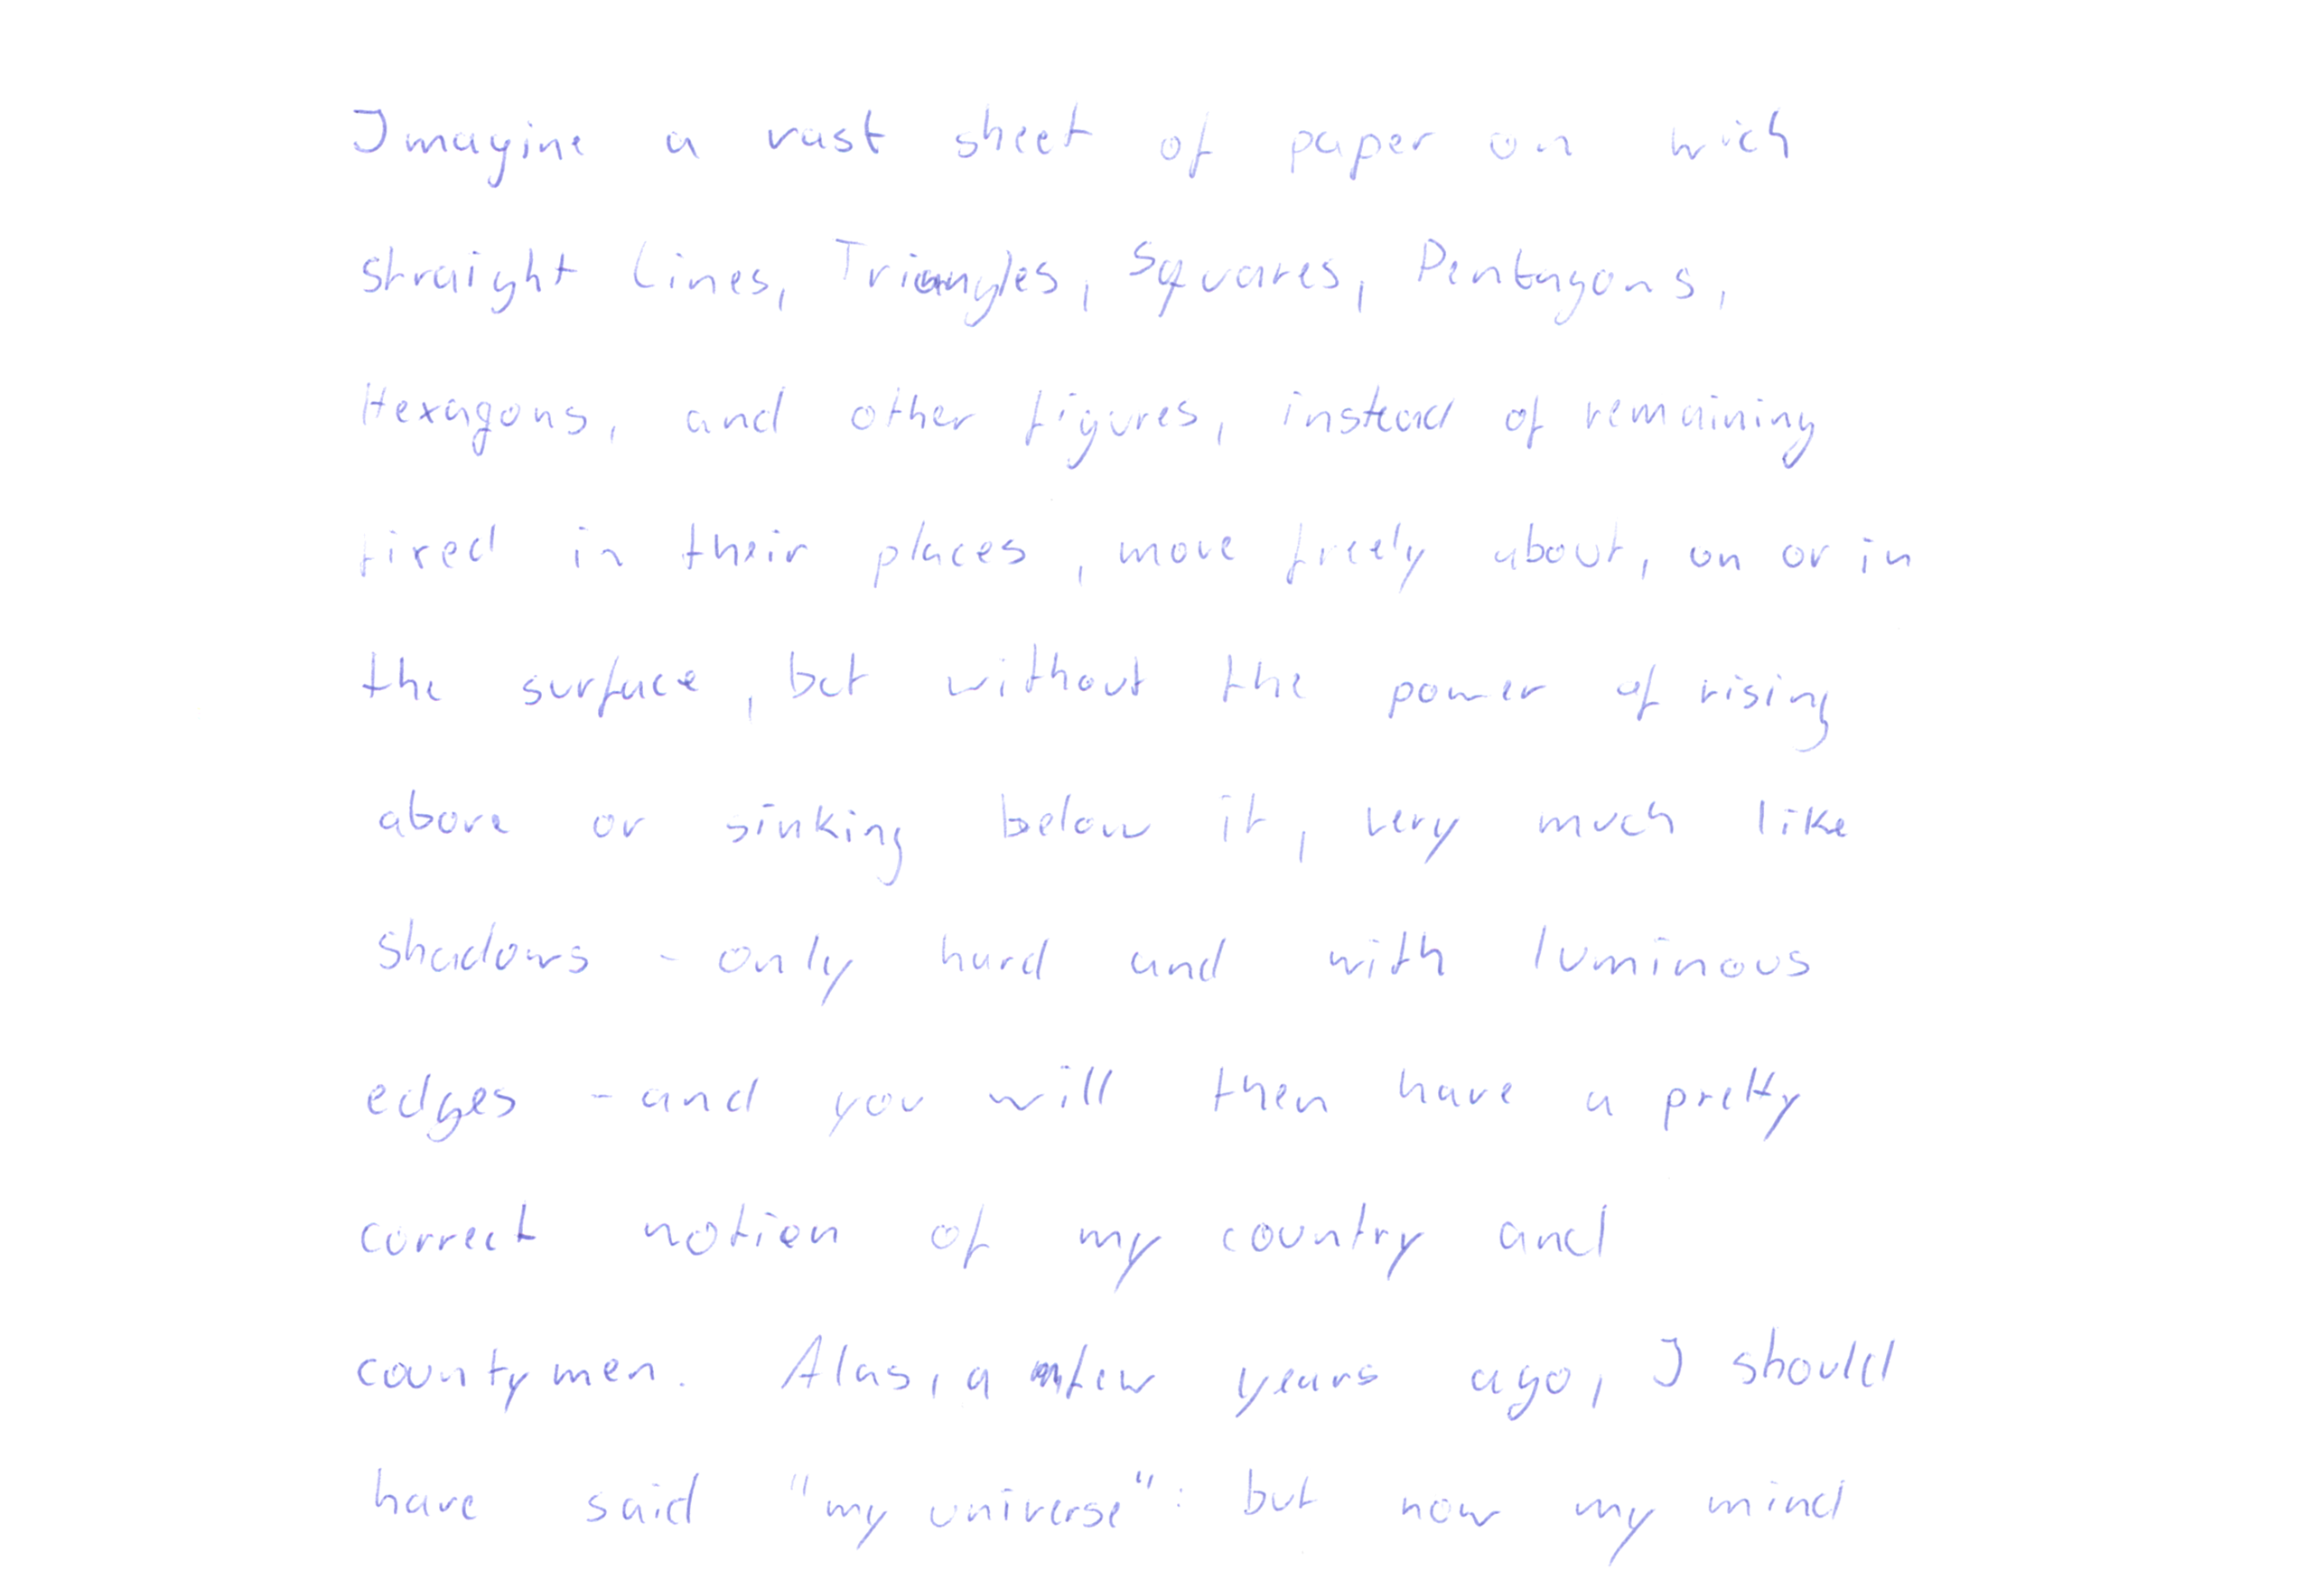 Imagine a vast sheet of paper on wich
straight Lines, Triangles, Squares, Pentagons,
Hexagons, and other figures, instead of remaining
fixed in their places, move freely about, on or in
the surface, but without the power of rising
above or sinking below it, very much like
shadows - only hard and with luminous
edges - and you will then have a pretty
correct notion of my country and
countymen. Alas, a few years ago, I should
have said "my universe": but now my mind